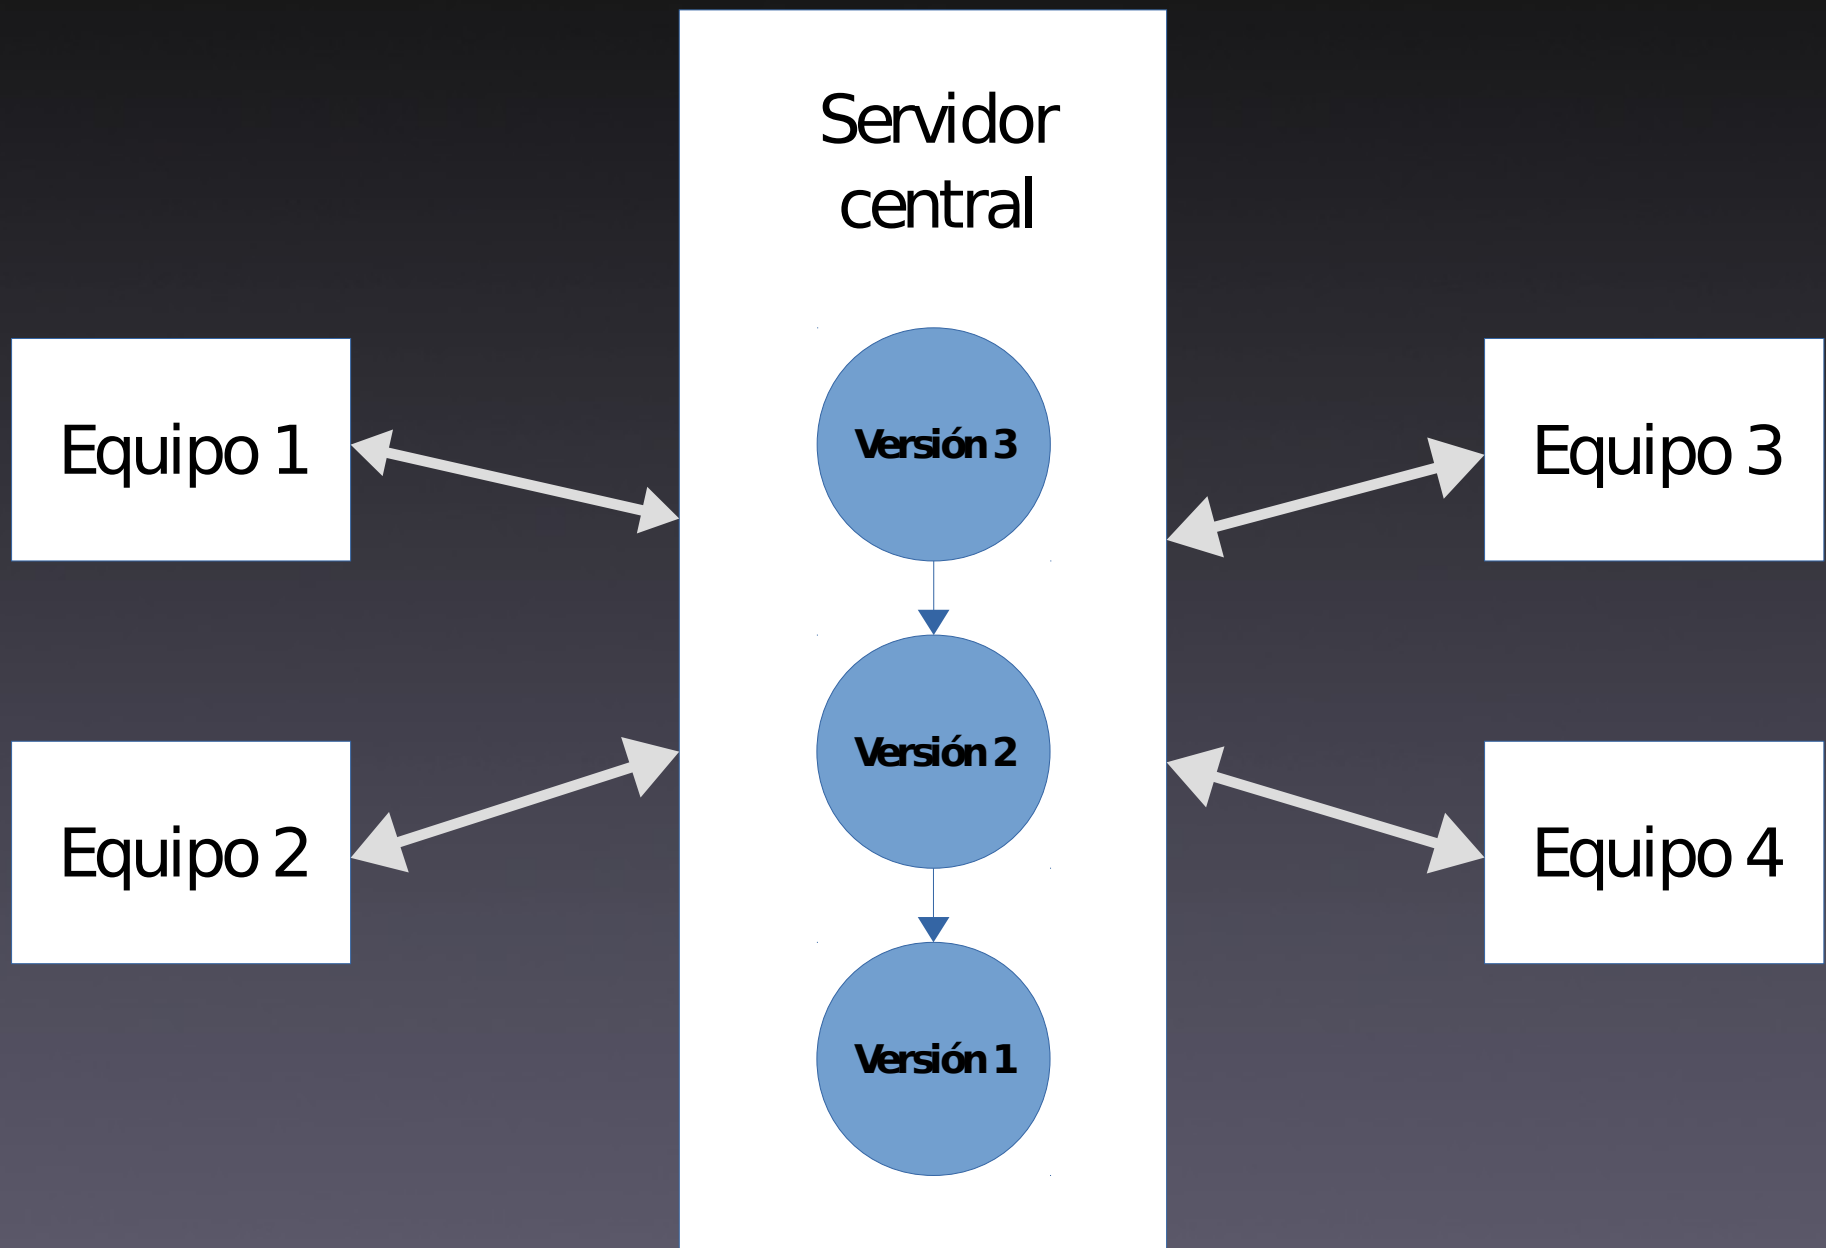 Servidor
central
Equipo 1
Versión 3
Equipo 3
Equipo 2
Versión 2
Equipo 4
Versión 1